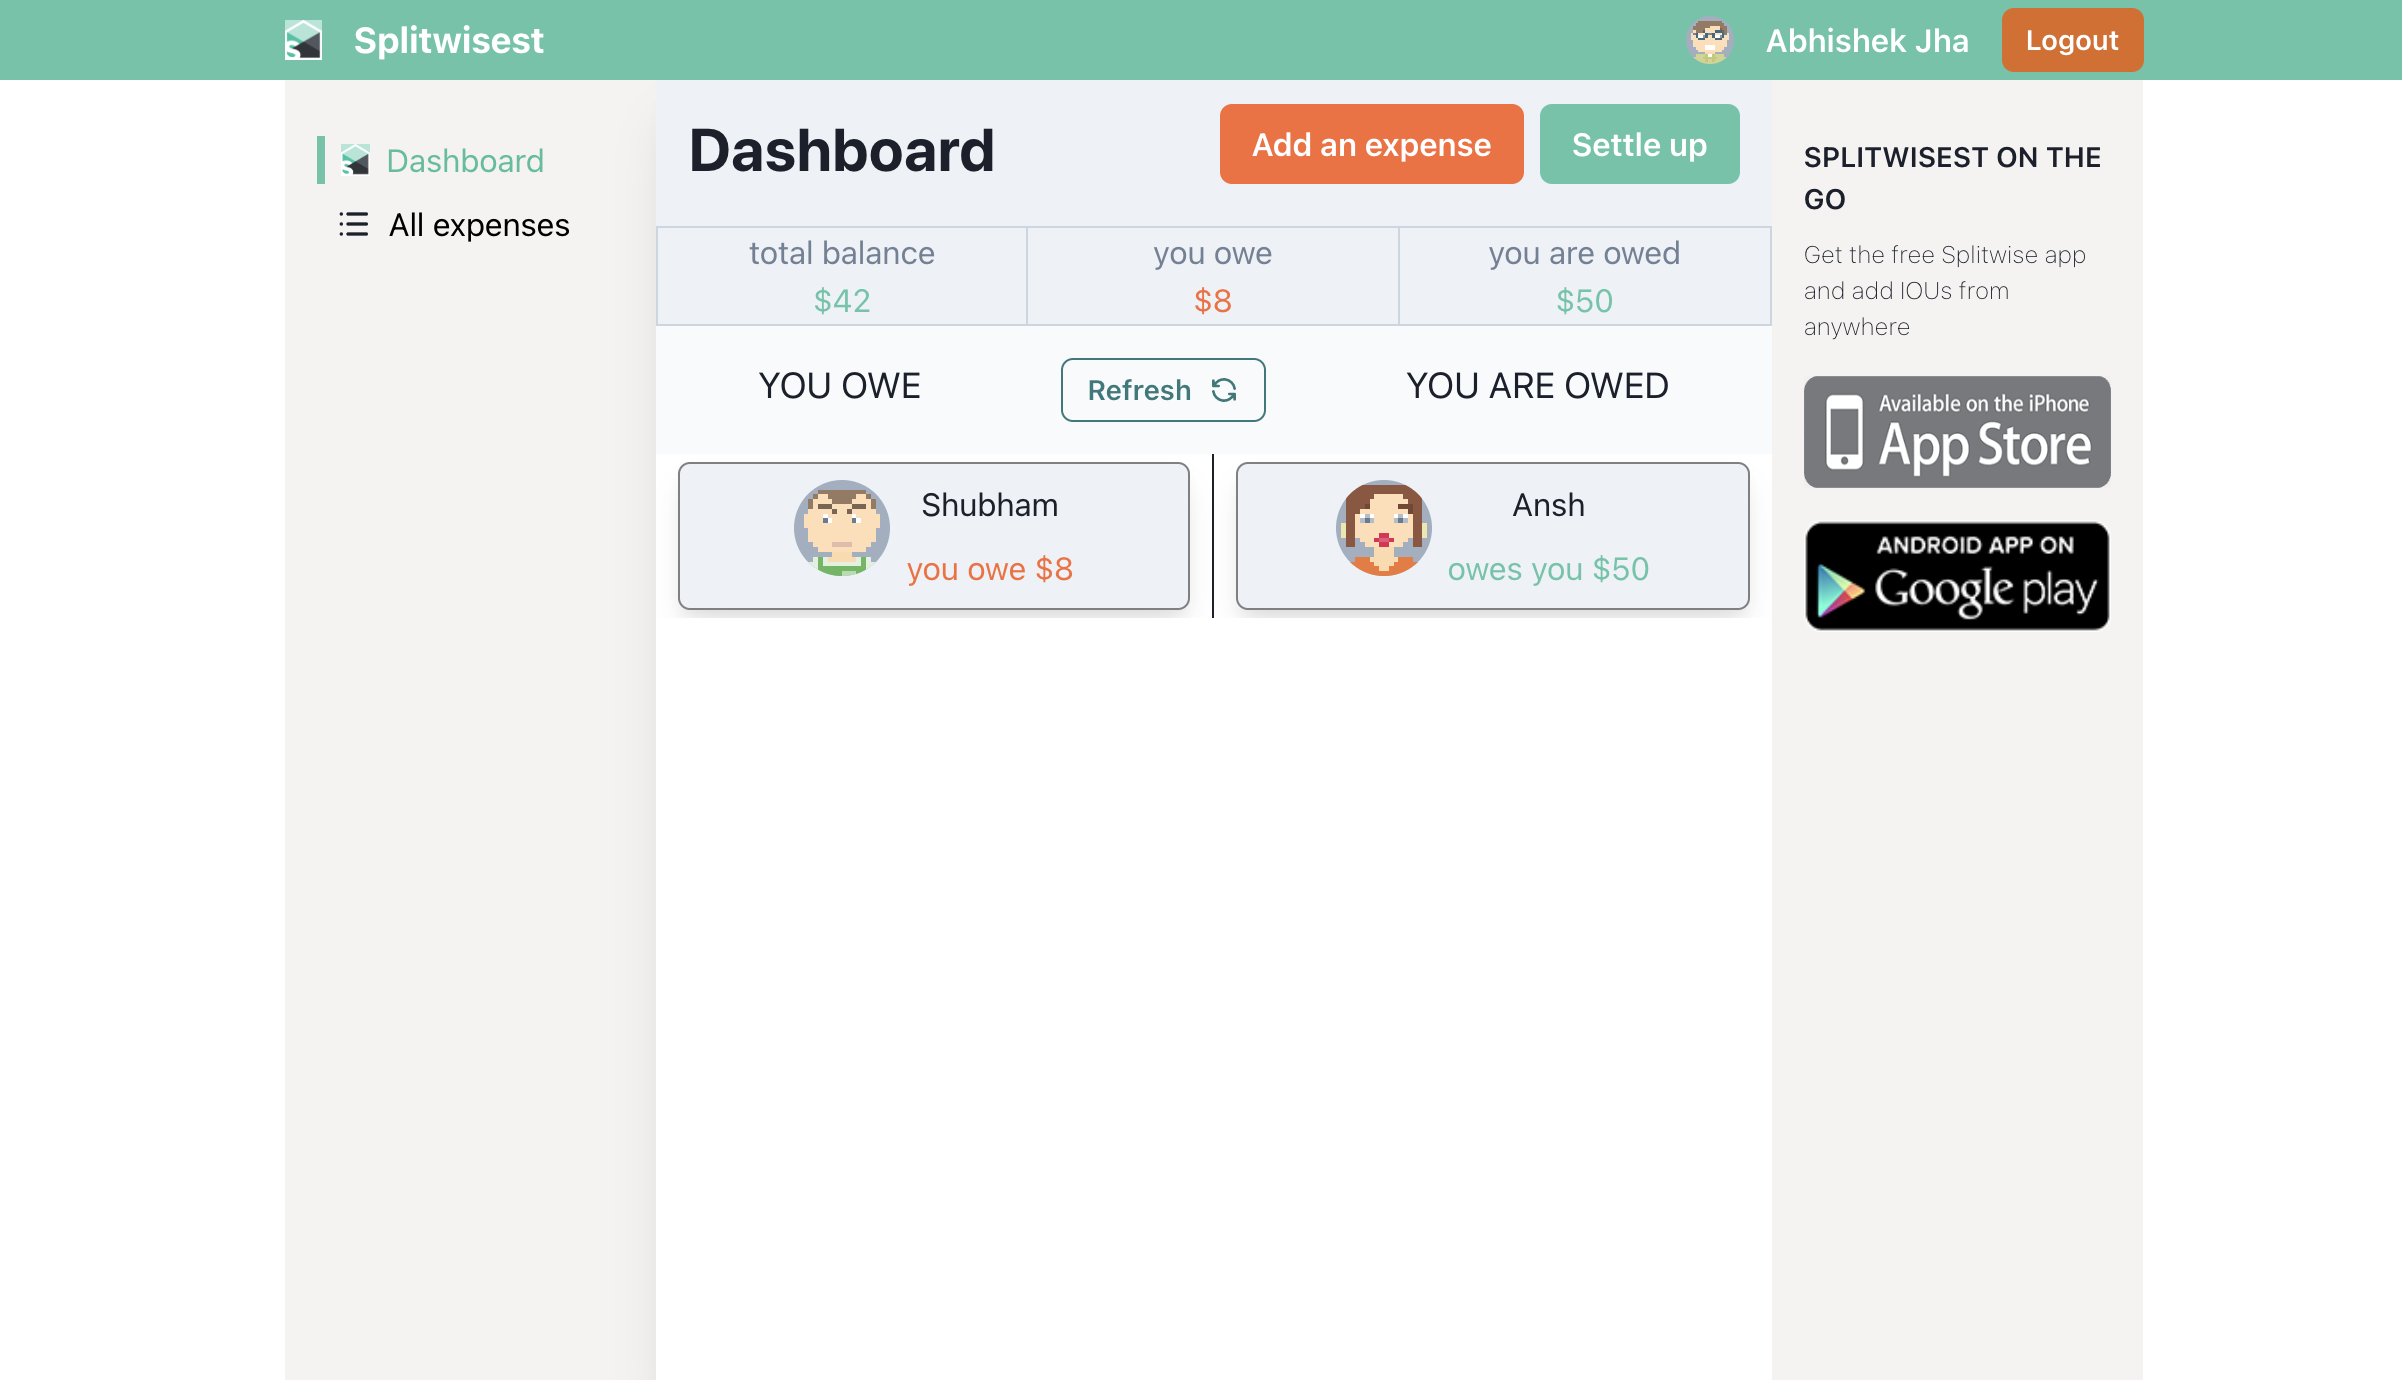 Splitwisest
Abhishek Jha
Logout
Dashboard
All expenses
Dashboard
Add an expense
Settle up
total balance
$42
you owe
$8
you are owed
$50
YOU OWE
Refresh
YOU ARE OWED
Shubham
you owe $8
Ansh
owes you $50
SPLITWISEST ON THE
GO
Get the free Splitwise app
and add IOUs from
anywhere
Available on the iPhone
App Store
ANDROID APP ON
Google play